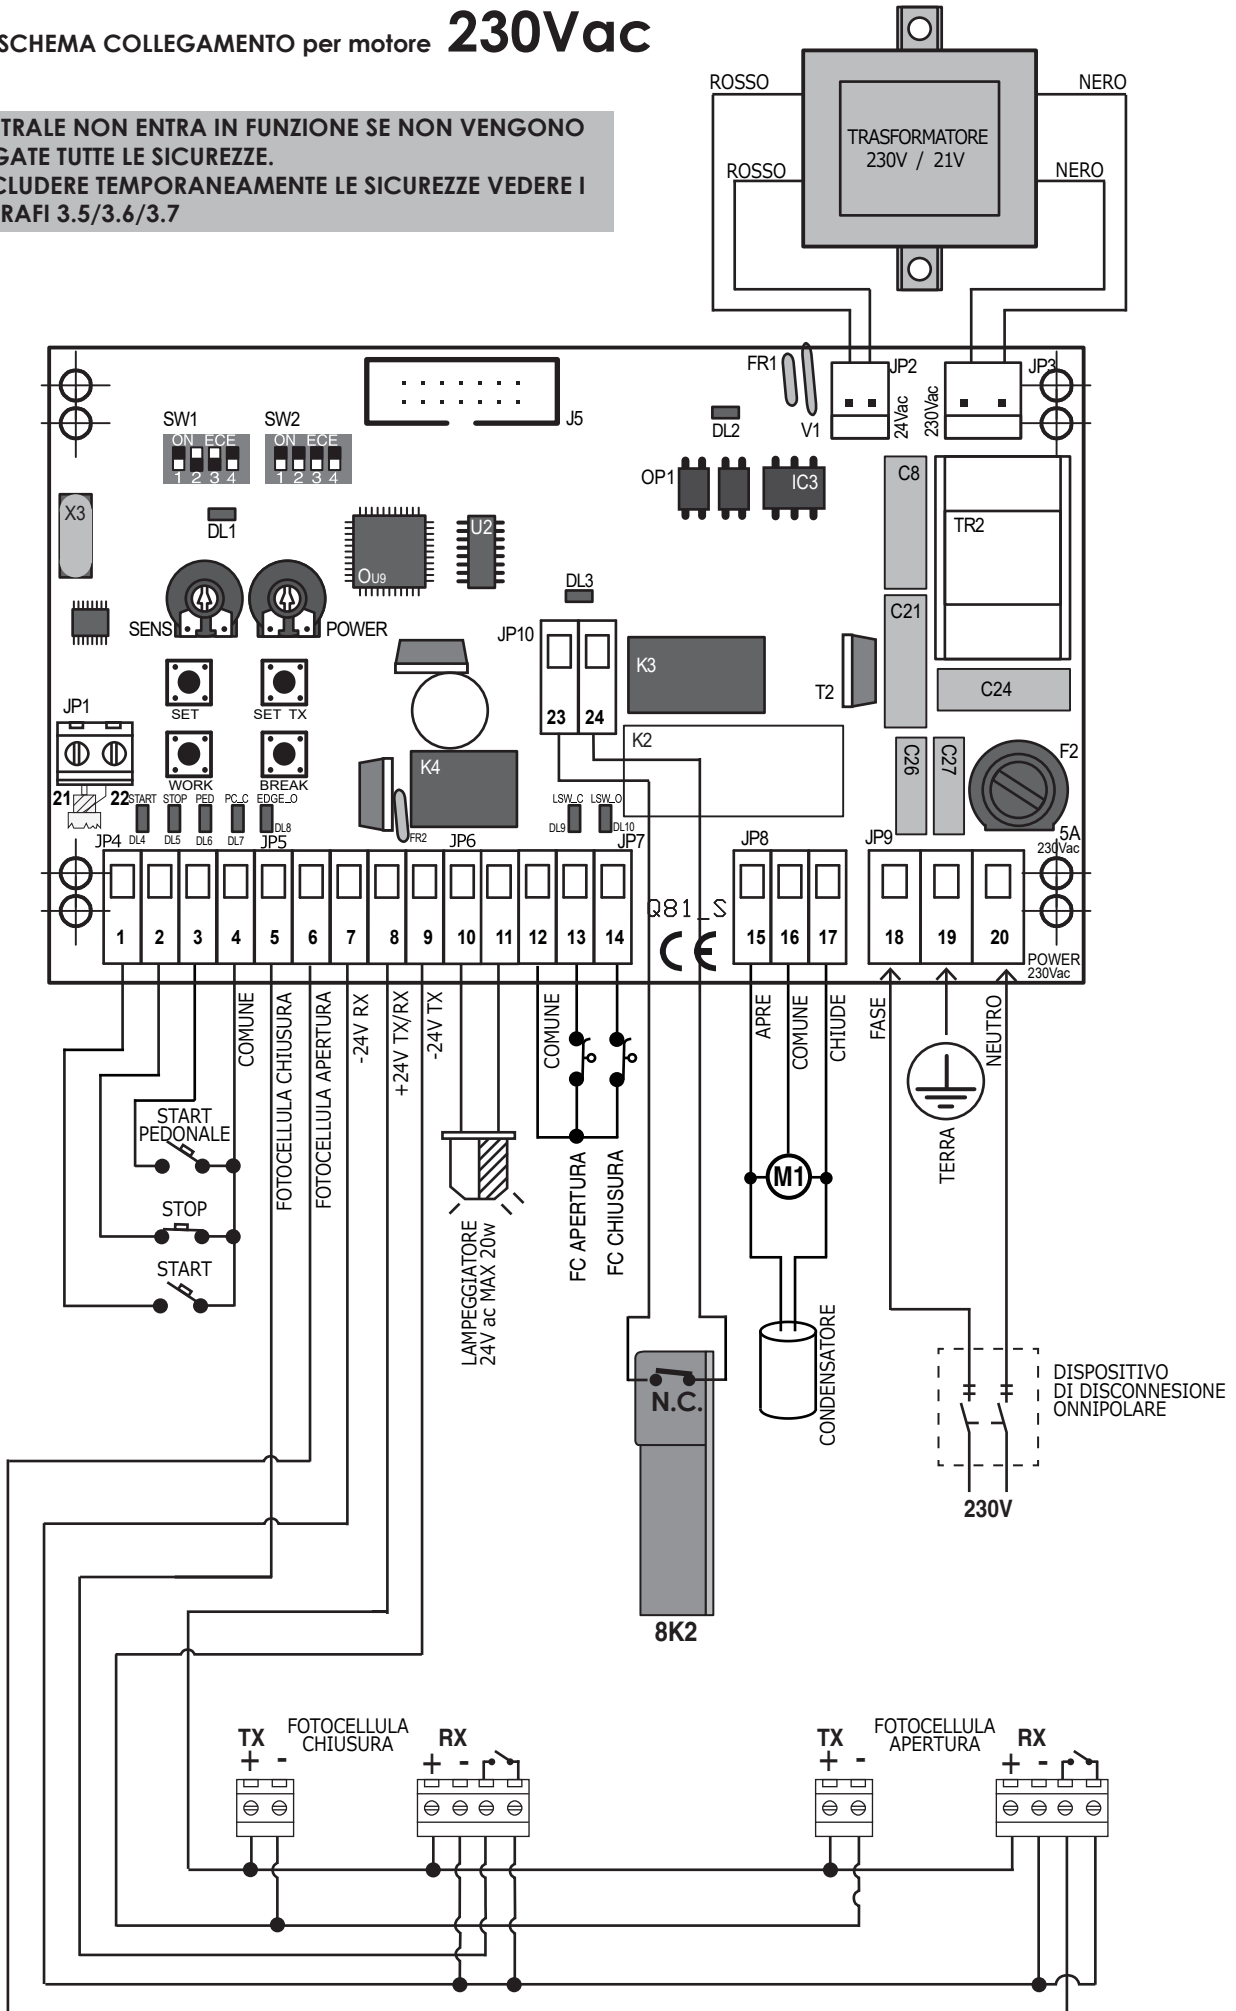 SCHEMA COLLEGAMENTO per motore 230Vac
TRALE NON ENTRA IN FUNZIONE SE NON VENGONO
GATE TUTTE LE SICUREZZE.
CLUDERE TEMPORANEAMENTE LE SICUREZZE VEDERE I
RAFI 3.5/3.6/3.7
ROSSO
NERO
TRASFORMATORE
230V / 21V
ROSSO
NERO
FR1
JP2
JP3
SW1
SW2
J5
DL2
V1
24Vac
230Vac
ON ECE
1 2 3 4
ON ECE
1 2 3 4
OP1
IC3
C8
X3
DL1
U2
TR2
OU9
DL3
C21
SENS
POWER
JP10
K3
T2
C24
SET
SET TX
JP1
23
24
K2
F2
K4
C26
C27
WORK
BREAK
21
22
START
STOP
PED
PC_C
EDGE_O
LSW_C
LSW_O
DL4
DL5
DL6
DL7
DL8
DL9
DL10
JP4
JP5
FR2
JP6
JP7
JP8
JP9
5A
230Vac
Q81_S
CE
1 2 3 4 5 6 7 8 9 10 11 12 13 14
15 16 17
18 19 20
POWER
230Vac
COMUNE
FOTOCELLULA CHIUSURA
FOTOCELLULA APERTURA
-24V RX
+24V TX/RX
-24V TX
COMUNE
APRE
COMUNE
CHIUDE
FASE
NEUTRO
START
PEDONALE
STOP
START
LAMPEGGIATORE
24V ac MAX 20w
FC APERTURA
FC CHIUSURA
M1
TERRA
CONDENSATORE
N.C.
8K2
DISPOSITIVO
DI DISCONNESIONE
ONNIPOLARE
230V
TX
FOTOCELLULA
CHIUSURA
RX
+ -
+ -
TX
FOTOCELLULA
APERTURA
RX
+ -
+ -